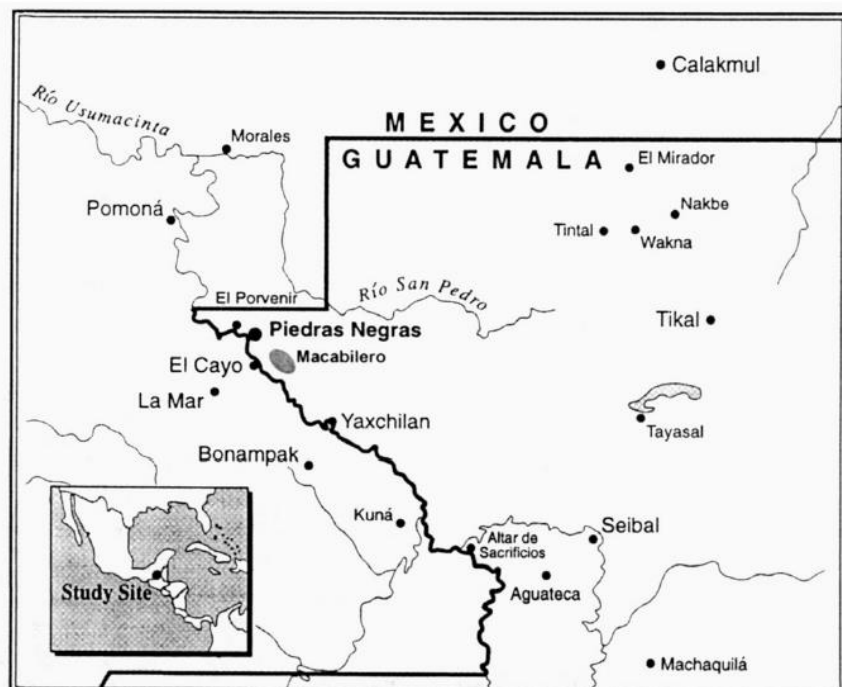 Calakmul
Río Usumacinta
MEXICO
Morales
GUATEMALA
El Mirador
Pomoná
Nakbe
Tintal
Wakna
El Porvenir
Río San Pedro
Piedras Negras
Tikal
Macabilero
El Cayo
La Mar
Yaxchilan
Tayasal
Bonampak
Kuná
Seibal
Altar de
Sacrificios
Study Site
Aguateca
Machaquilá